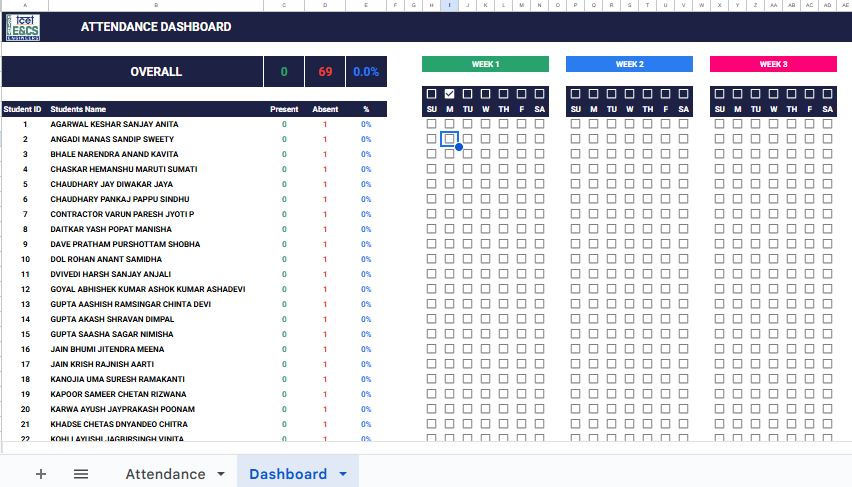 A B C D E F G H I J K L M N O P Q R S T U V W X Y Z AA AB AC AD AE
tcet
E&CS
ENGINEERS
ATTENDANCE DASHBOARD
OVERALL 0 69 0.0%
WEEK 1 WEEK 2 WEEK 3
Student ID Students Name Present Absent % SU M TU W TH F SA SU M TU W TH F SA SU M TU W TH F SA
1 AGARWAL KESHAR SANJAY ANITA 0 1 0%
2 ANGADI MANAS SANDIP SWEETY 0 1 0%
3 BHALE NARENDRA ANAND KAVITA 0 1 0%
4 CHASKAR HEMANSHU MARUTI SUMATI 0 1 0%
5 CHAUDHARY JAY DIWAKAR JAYA 0 1 0%
6 CHAUDHARY PANKAJ PAPPU SINDHU 0 1 0%
7 CONTRACTOR VARUN PARESH JYOTI P 0 1 0%
8 DAITKAR YASH POPAT MANISHA 0 1 0%
9 DAVE PRATHAM PURSHOTTAM SHOBHA 0 1 0%
10 DOL ROHAN ANANT SAMIDHA 0 1 0%
11 DVIVEDI HARSH SANJAY ANJALI 0 1 0%
12 GOYAL ABHISHEK KUMAR ASHOK KUMAR ASHADEVI 0 1 0%
13 GUPTA AASHISH RAMSINGAR CHINTA DEVI 0 1 0%
14 GUPTA AKASH SHRAVAN DIMPAL 0 1 0%
15 GUPTA SAASHA SAGAR NIMISHA 0 1 0%
16 JAIN BHUMI JITENDRA MEENA 0 1 0%
17 JAIN KRISH RAJNISH AARTI 0 1 0%
18 KANOJIA UMA SURESH RAMAKANTI 0 1 0%
19 KAPOOR SAMEER CHETAN RIZWANA 0 1 0%
20 KARWA AYUSH JAYPRAKASH POONAM 0 1 0%
21 KHADSE CHETAS DNYANDEO CHITRA 0 1 0%
22 KOHLI AYUSHI JAGBIRSINGH VINITA 0 1 0%
Attendance Dashboard